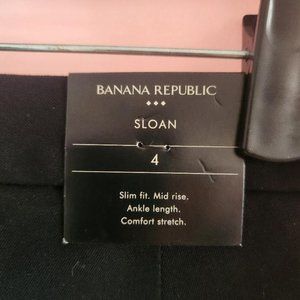 BANANA REPUBLIC
SLOAN
4
Slim fit. Mid rise.
Ankle length.
Comfort stretch.